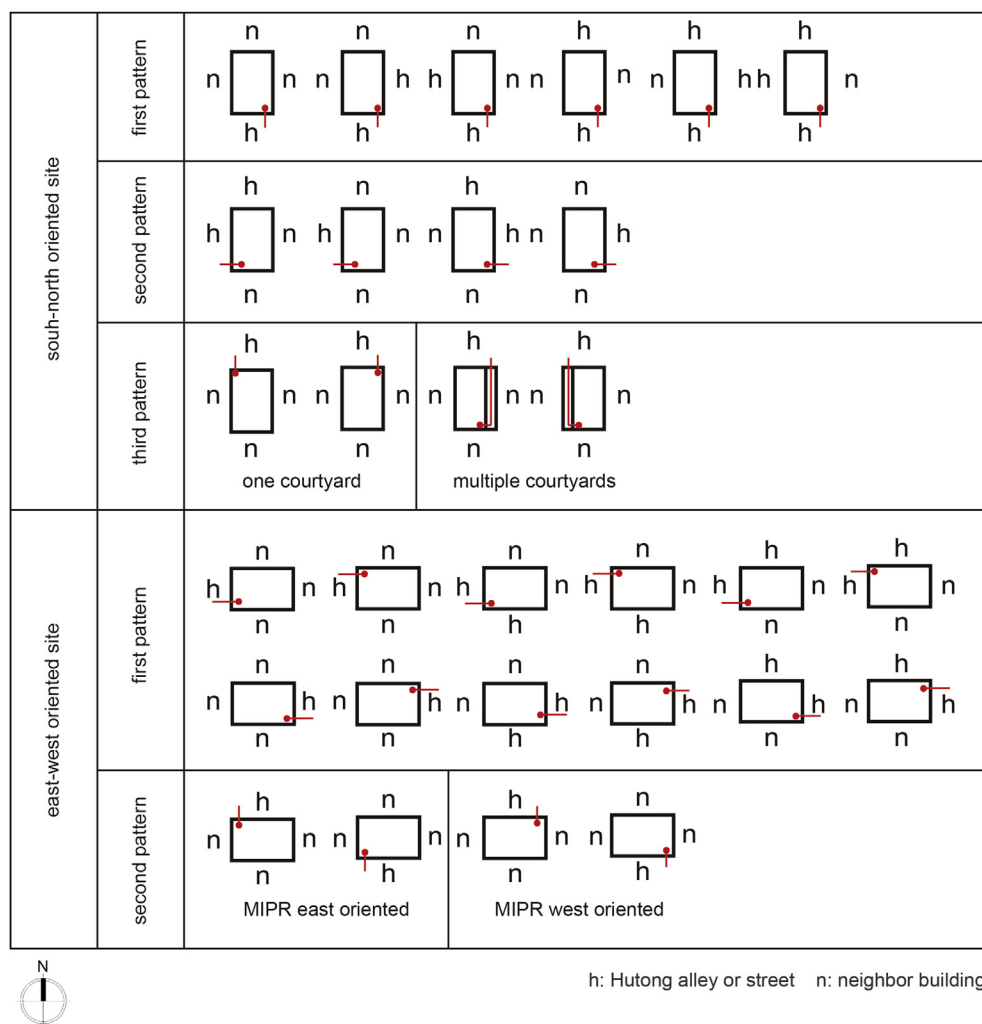 souh-north oriented site
first pattern
n n n h h h
n n n h h n n n n h h n
h h h h h h
second pattern
h n h n
h n h n n h n h
n n n n
third pattern
h h h h
n n n n n n n n
n n n n
one courtyard
multiple courtyards
east-west oriented site
first pattern
n n n n h h
h n h n h n h n h n h n
n n h h n n
n n n n h h
n h n h n h n h n h n h
n n h h n n
second pattern
h n h n
n n n n n n n n
n h n h
MIPR east oriented
MIPR west oriented
N
h: Hutong alley or street n: neighbor building